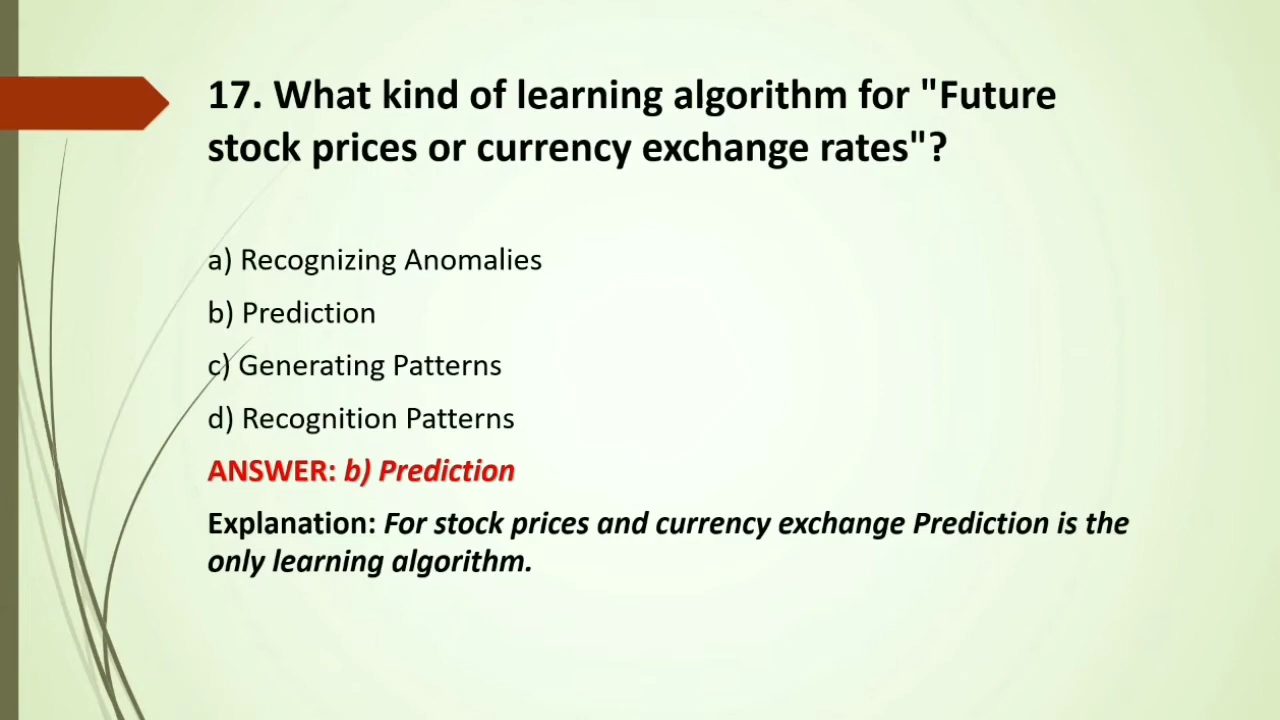 17. What kind of learning algorithm for "Future
stock prices or currency exchange rates"?
a) Recognizing Anomalies
b) Prediction
c) Generating Patterns
d) Recognition Patterns
ANSWER: b) Prediction
Explanation: For stock prices and currency exchange Prediction is the
only learning algorithm.